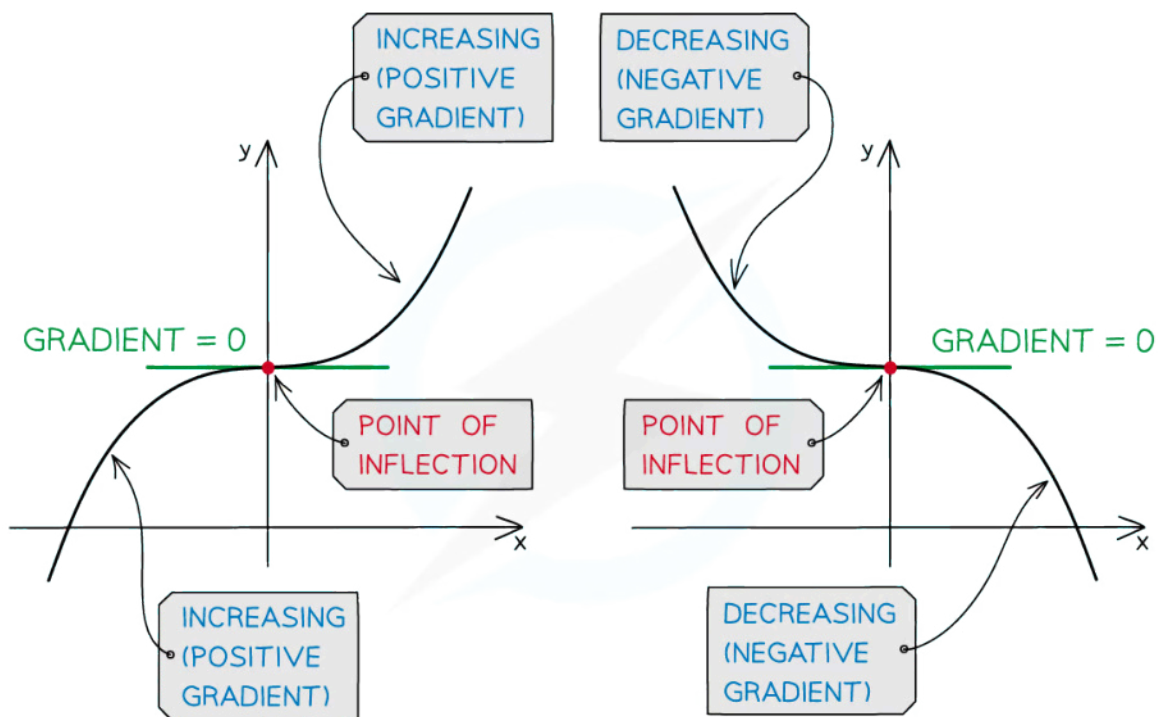 INCREASING
(POSITIVE
GRADIENT)
DECREASING
(NEGATIVE
GRADIENT)
y
y
GRADIENT = 0
GRADIENT = 0
POINT OF
INFLECTION
POINT OF
INFLECTION
x
x
INCREASING
(POSITIVE
GRADIENT)
DECREASING
(NEGATIVE
GRADIENT)